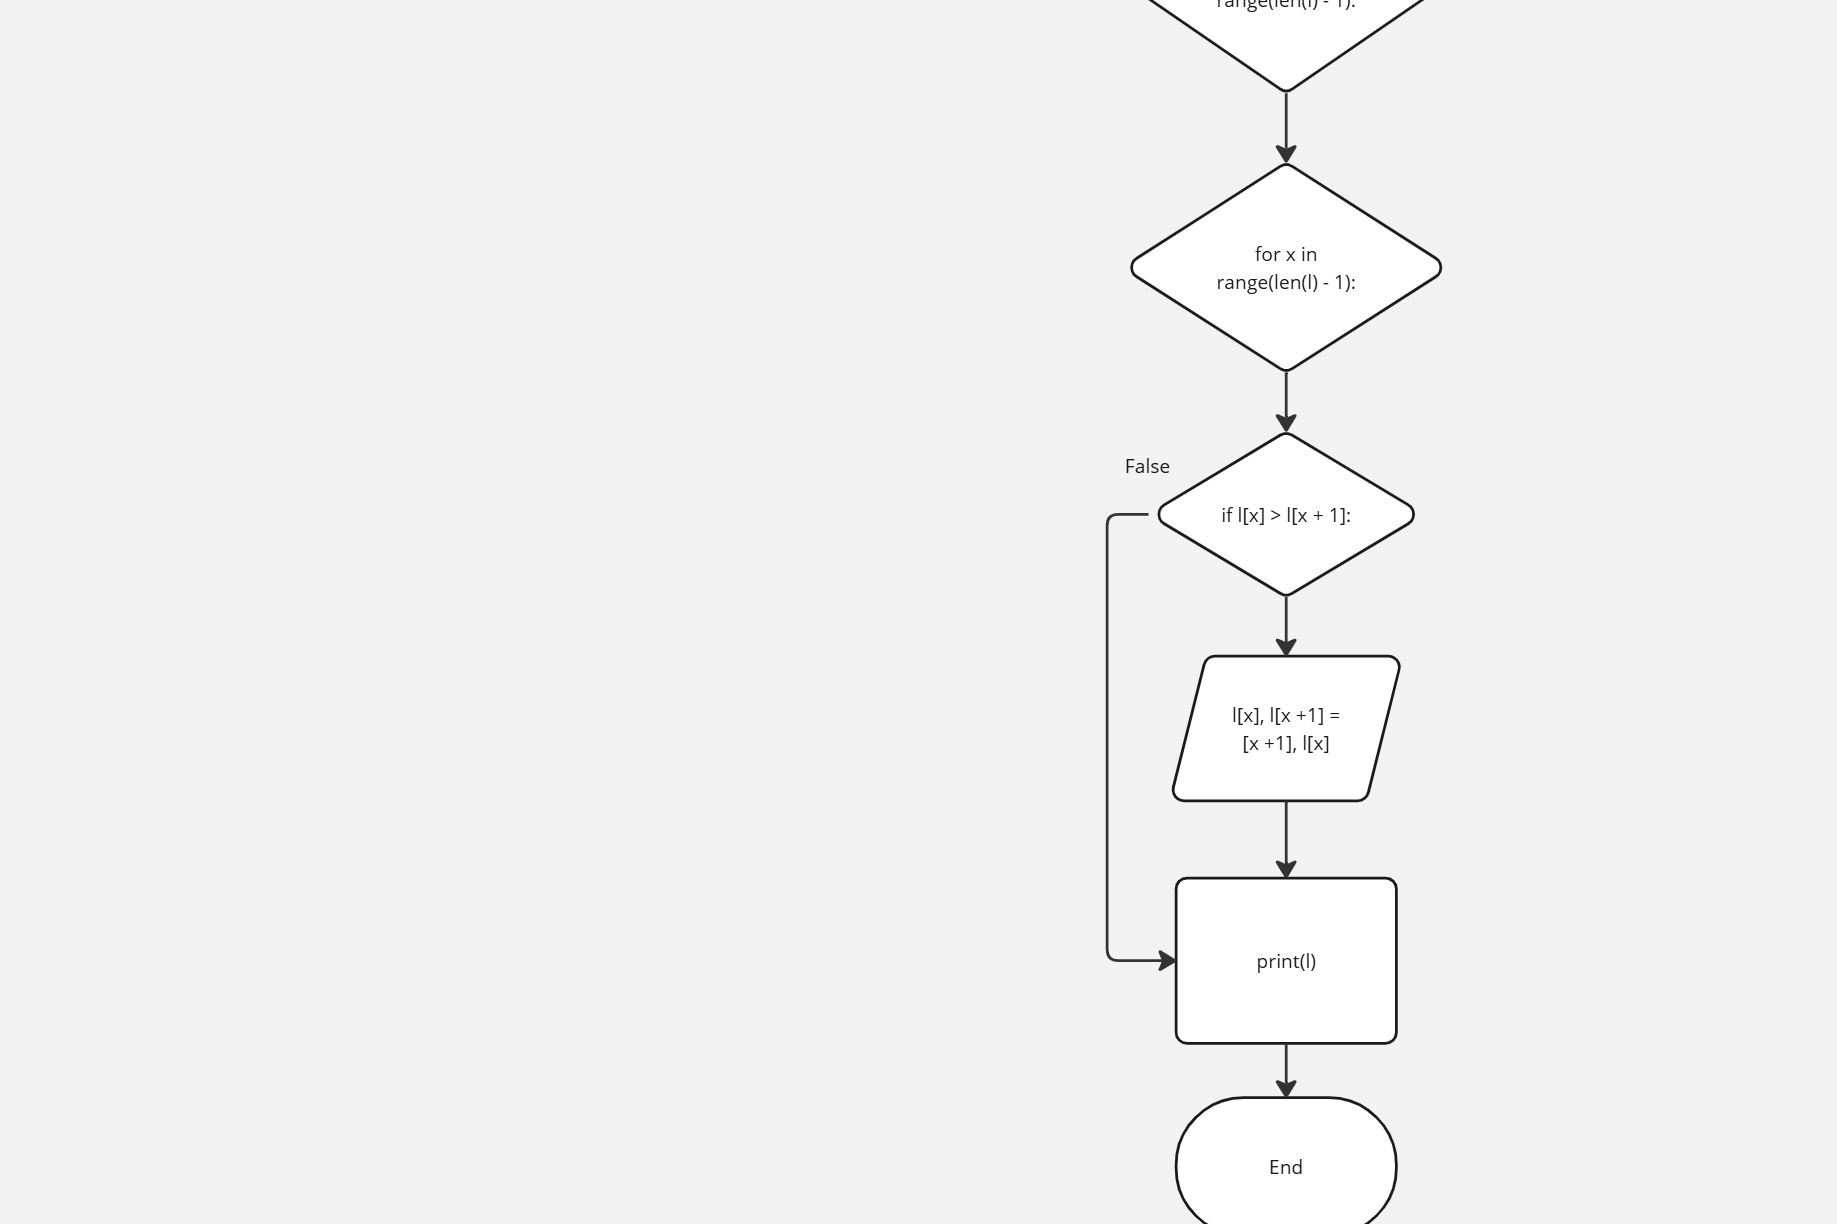 range(len(l) - 1):
for x in
range(len(l) - 1):
False
if l[x] > l[x + 1]:
l[x], l[x +1] =
[x +1], l[x]
print(l)
End